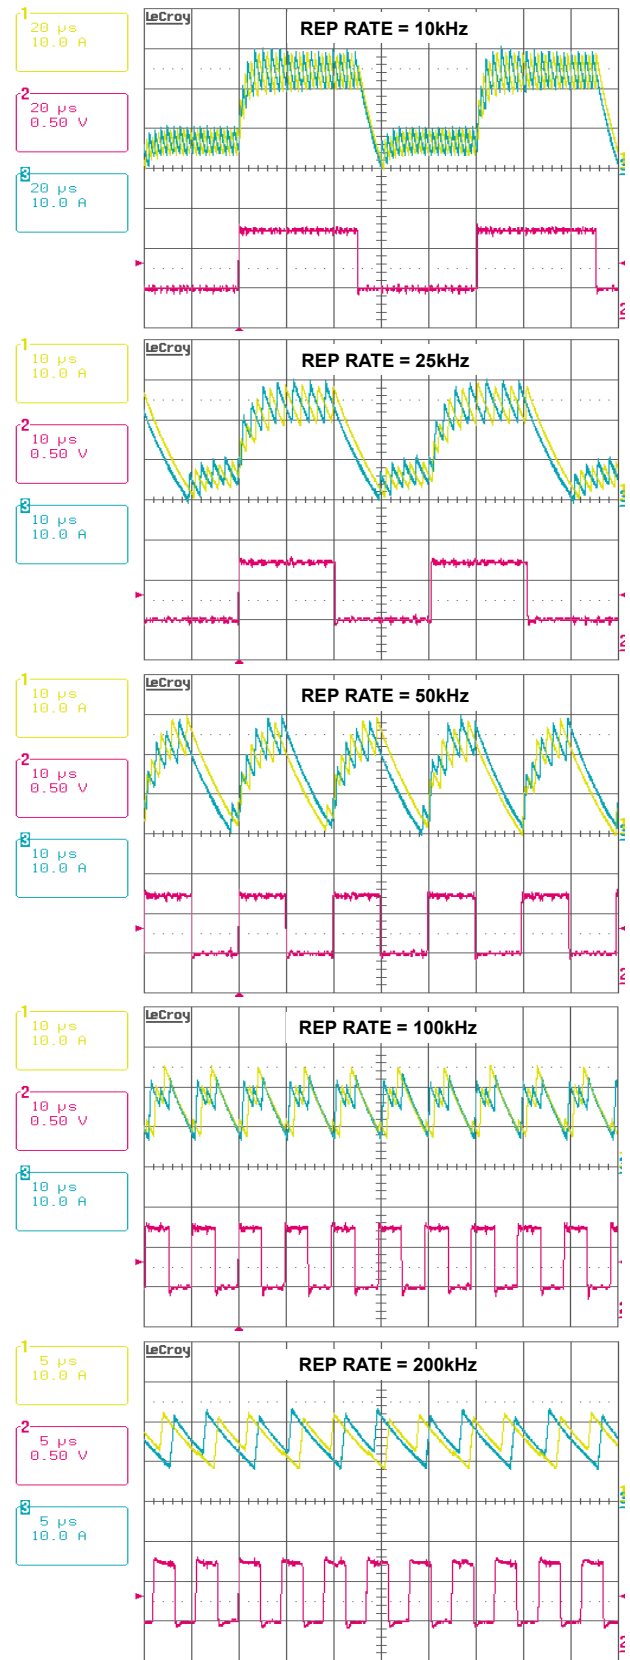 1
20 µs
10.0 A
2
20 µs
0.50 V
3
20 µs
10.0 A
LeCroy
REP RATE = 10kHz
1
10 µs
10.0 A
2
10 µs
0.50 V
3
10 µs
10.0 A
LeCroy
REP RATE = 25kHz
1
10 µs
10.0 A
2
10 µs
0.50 V
3
10 µs
10.0 A
LeCroy
REP RATE = 50kHz
1
10 µs
10.0 A
2
10 µs
0.50 V
3
10 µs
10.0 A
LeCroy
REP RATE = 100kHz
1
5 µs
10.0 A
2
5 µs
0.50 V
3
5 µs
10.0 A
LeCroy
REP RATE = 200kHz